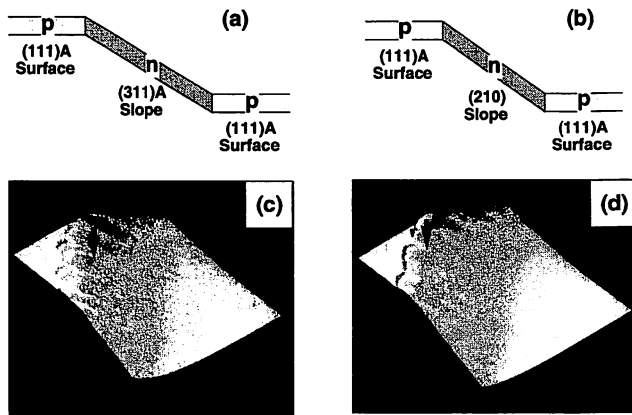 (a)
p
(111)A
Surface
n
(311)A
Slope
p
(111)A
Surface
(b)
p
(111)A
Surface
n
(210)
Slope
p
(111)A
Surface
(c)
(d)